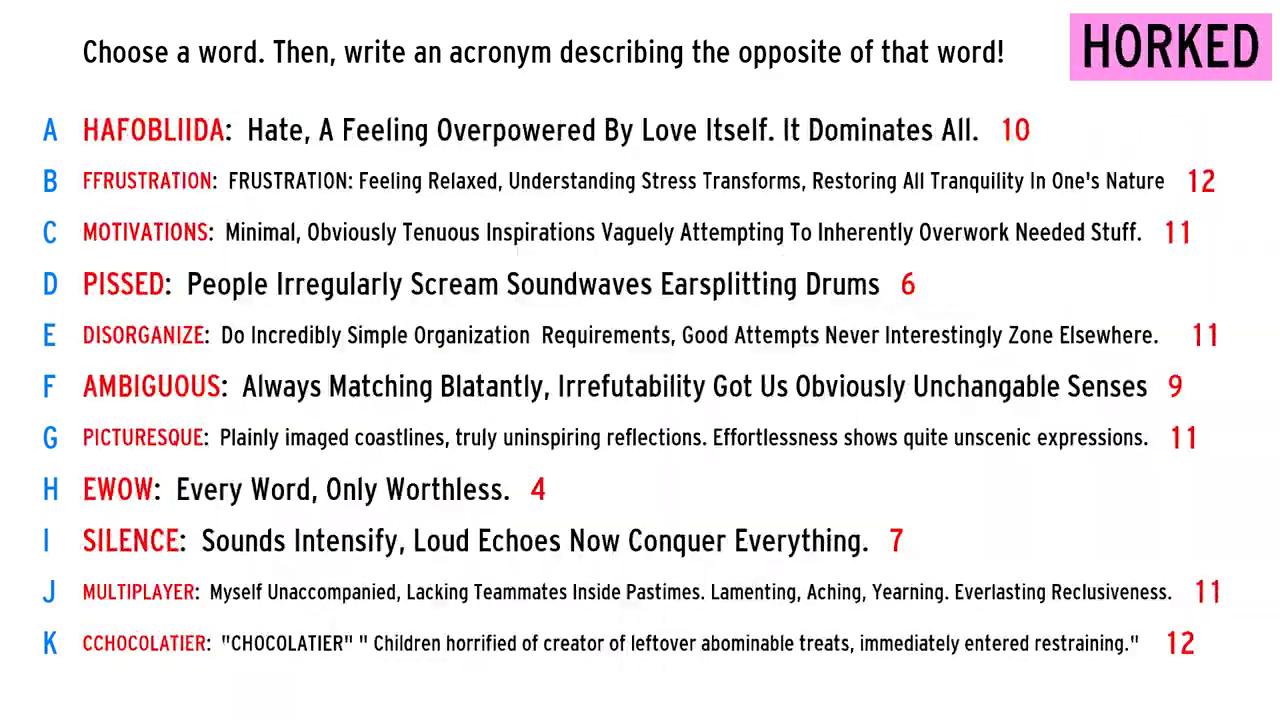 Choose a word. Then, write an acronym describing the opposite of that word!
HORKED
A HAFOBLIIDA: Hate, A Feeling Overpowered By Love Itself. It Dominates All. 10
B FFRUSTRATION: FRUSTRATION: Feeling Relaxed, Understanding Stress Transforms, Restoring All Tranquility In One's Nature 12
C MOTIVATIONS: Minimal, Obviously Tenuous Inspirations Vaguely Attempting To Inherently Overwork Needed Stuff. 11
D PISSED: People Irregularly Scream Soundwaves Earsplitting Drums 6
E DISORGANIZE: Do Incredibly Simple Organization Requirements, Good Attempts Never Interestingly Zone Elsewhere. 11
F AMBIGUOUS: Always Matching Blatantly, Irrefutability Got Us Obviously Unchangable Senses 9
G PICTURESQUE: Plainly imaged coastlines, truly uninspiring reflections. Effortlessness shows quite unscenic expressions. 11
H EWOW: Every Word, Only Worthless. 4
I SILENCE: Sounds Intensify, Loud Echoes Now Conquer Everything. 7
J MULTIPLAYER: Myself Unaccompanied, Lacking Teammates Inside Pastimes. Lamenting, Aching, Yearning. Everlasting Reclusiveness. 11
K CCHOCOLATIER: "CHOCOLATIER" " Children horrified of creator of leftover abominable treats, immediately entered restraining." 12